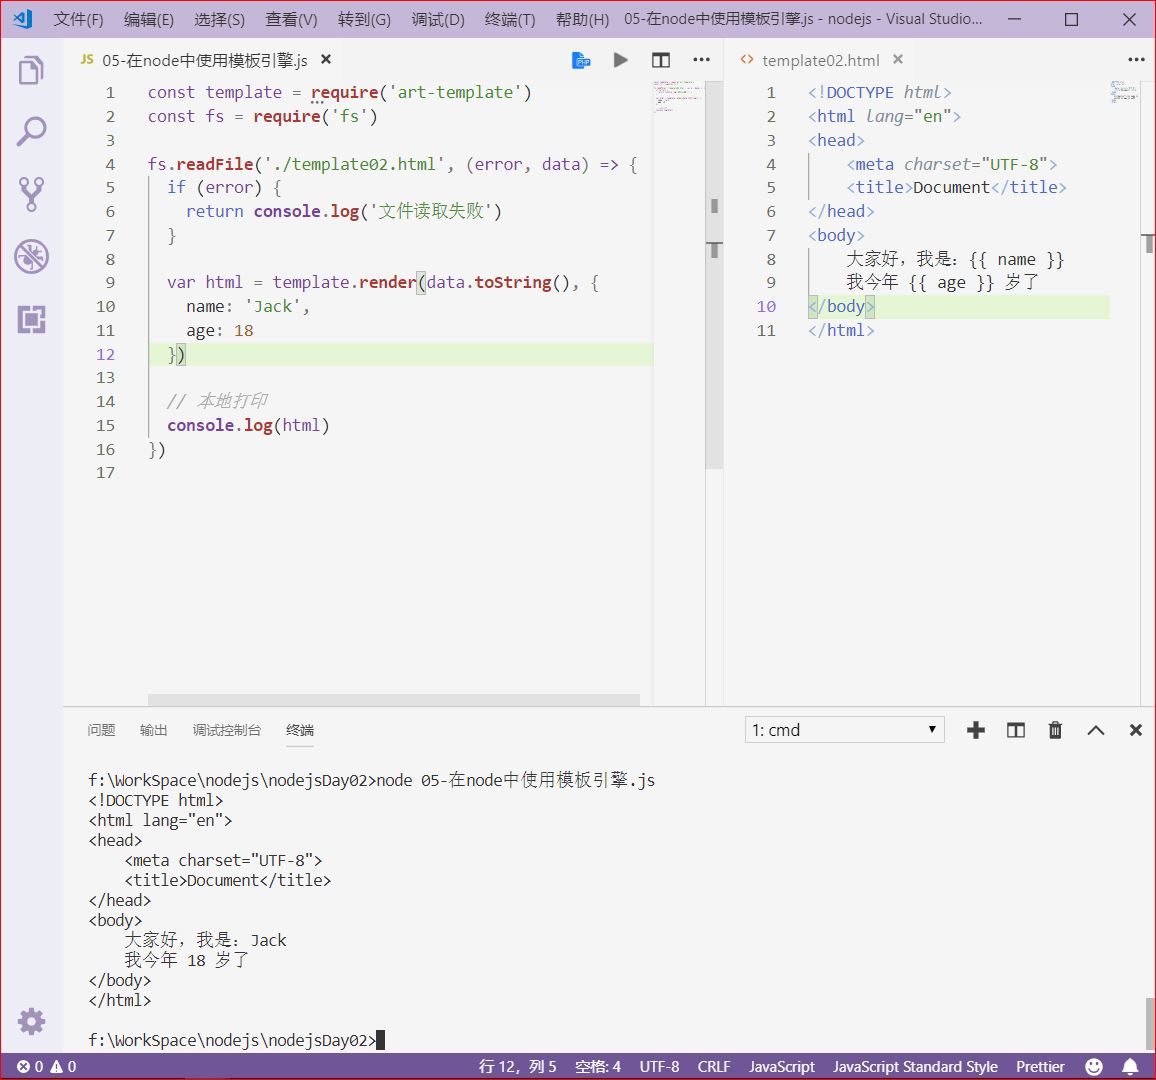 文件(F) 编辑(E) 选择(S) 查看(V) 转到(G) 调试(D) 终端(T) 帮助(H) 05-在node中使用模板引擎.js - nodejs - Visual Studio...
JS 05-在node中使用模板引擎.js
PHP
1 const template = require('art-template')
2 const fs = require('fs')
3
4 fs.readFile('./template02.html', (error, data) => {
5 if (error) {
6 return console.log('文件读取失败')
7 }
8
9 var html = template.render(data.toString(), {
10 name: 'Jack',
11 age: 18
12 })
13
14 // 本地打印
15 console.log(html)
16 })
17
template02.html
1 <!DOCTYPE html>
2 <html lang="en">
3 <head>
4 <meta charset="UTF-8">
5 <title>Document</title>
6 </head>
7 <body>
8 大家好，我是：{{ name }}
9 我今年 {{ age }} 岁了
10 </body>
11 </html>
问题 输出 调试控制台 终端
1: cmd
f:\WorkSpace\nodejs\nodejsDay02>node 05-在node中使用模板引擎.js
<!DOCTYPE html>
<html lang="en">
<head>
<meta charset="UTF-8">
<title>Document</title>
</head>
<body>
大家好，我是：Jack
我今年 18 岁了
</body>
</html>
f:\WorkSpace\nodejs\nodejsDay02>
0 0 行 12，列 5 空格: 4 UTF-8 CRLF JavaScript JavaScript Standard Style Prettier